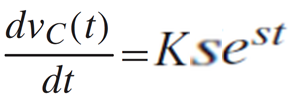 dv_C(t)/dt = Kse^{st}